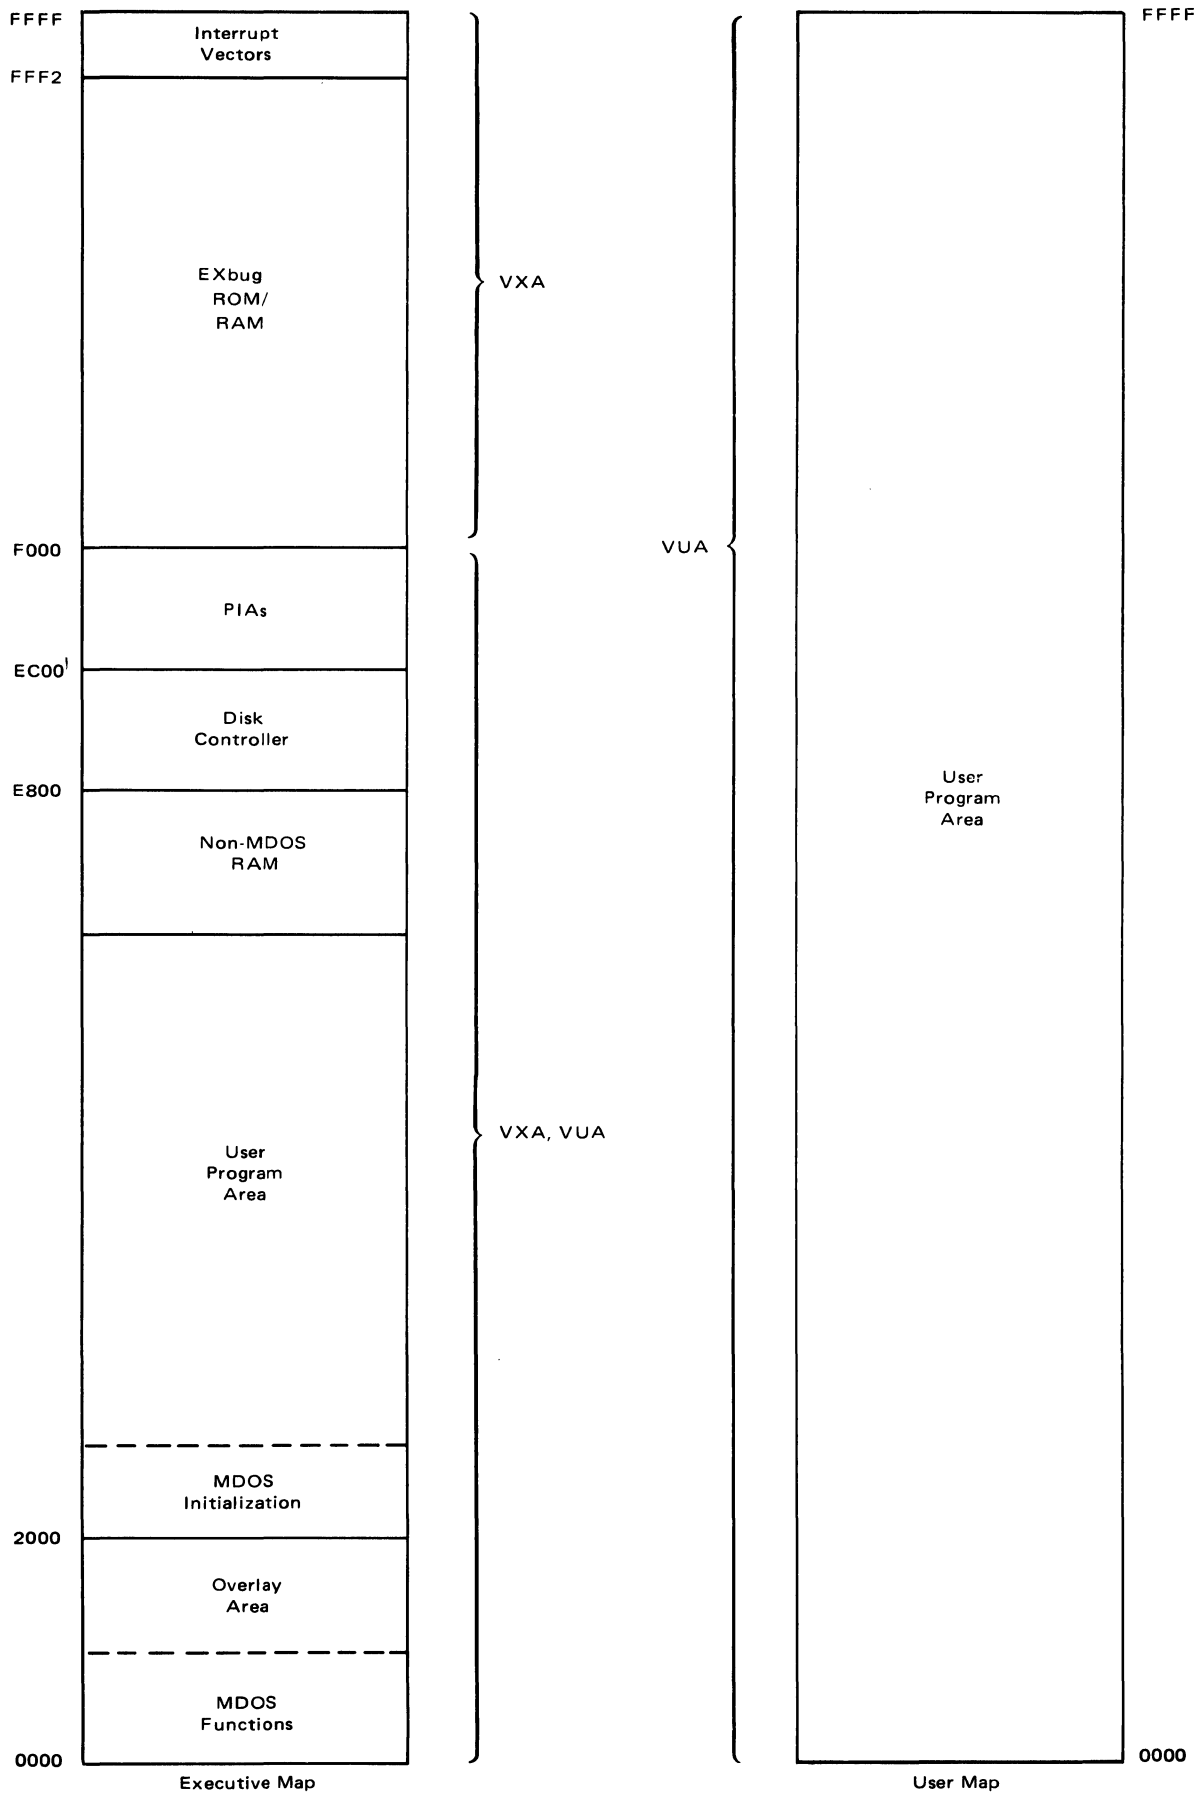 FFFF
Interrupt
Vectors
FFF2
EXbug
ROM/
RAM
VXA
F000
PIAs
EC00
Disk
Controller
E800
Non-MDOS
RAM
User
Program
Area
VXA, VUA
MDOS
Initialization
2000
Overlay
Area
MDOS
Functions
0000
Executive Map
FFFF
VUA
User
Program
Area
0000
User Map